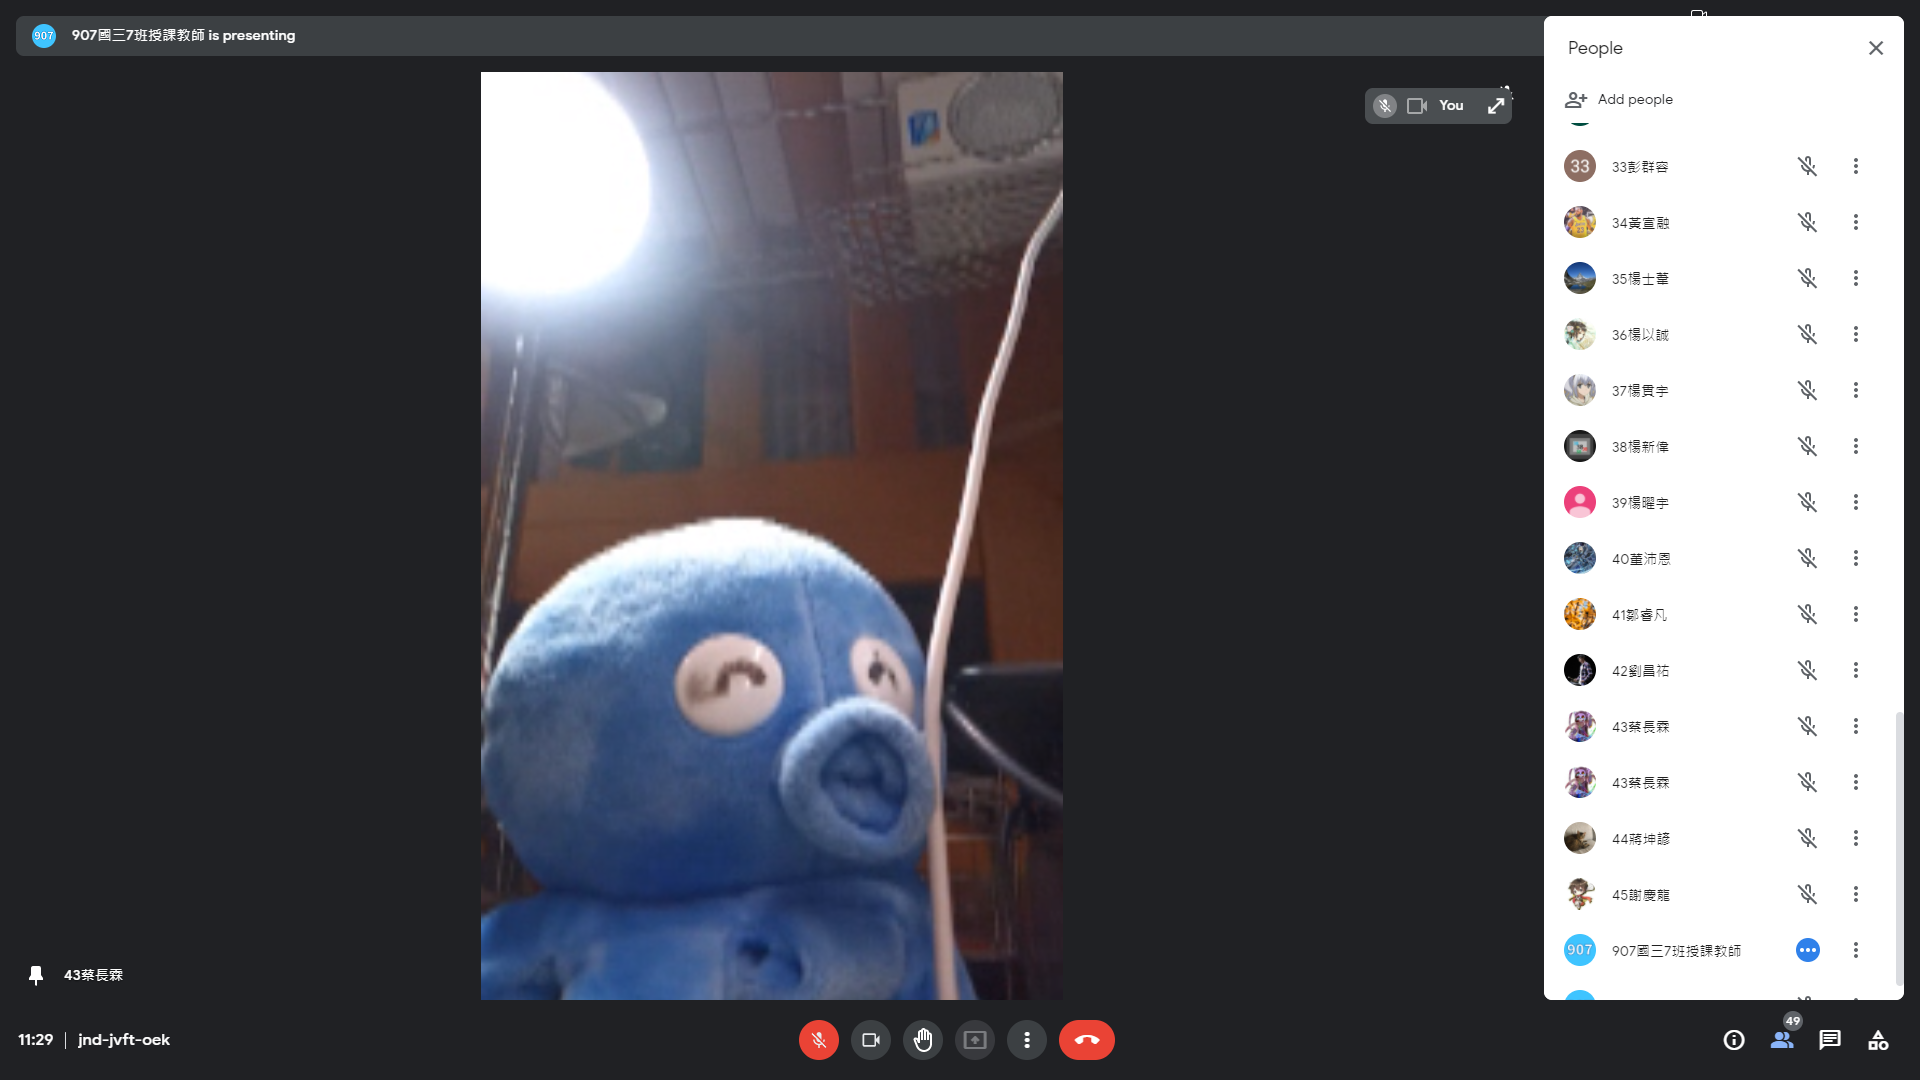 907國三7班授課教師 is presenting
You
People
Add people
33彭群容
34黃宣融
35楊士葦
36楊以誠
37楊貫宇
38楊新偉
39楊曜宇
40董沛恩
41鄒睿凡
42劉昌祐
43蔡長霖
43蔡長霖
44蔣坤諺
45謝慶龍
907國三7班授課教師
43蔡長霖
11:29 | jnd-jvft-oek
49
907
33
907